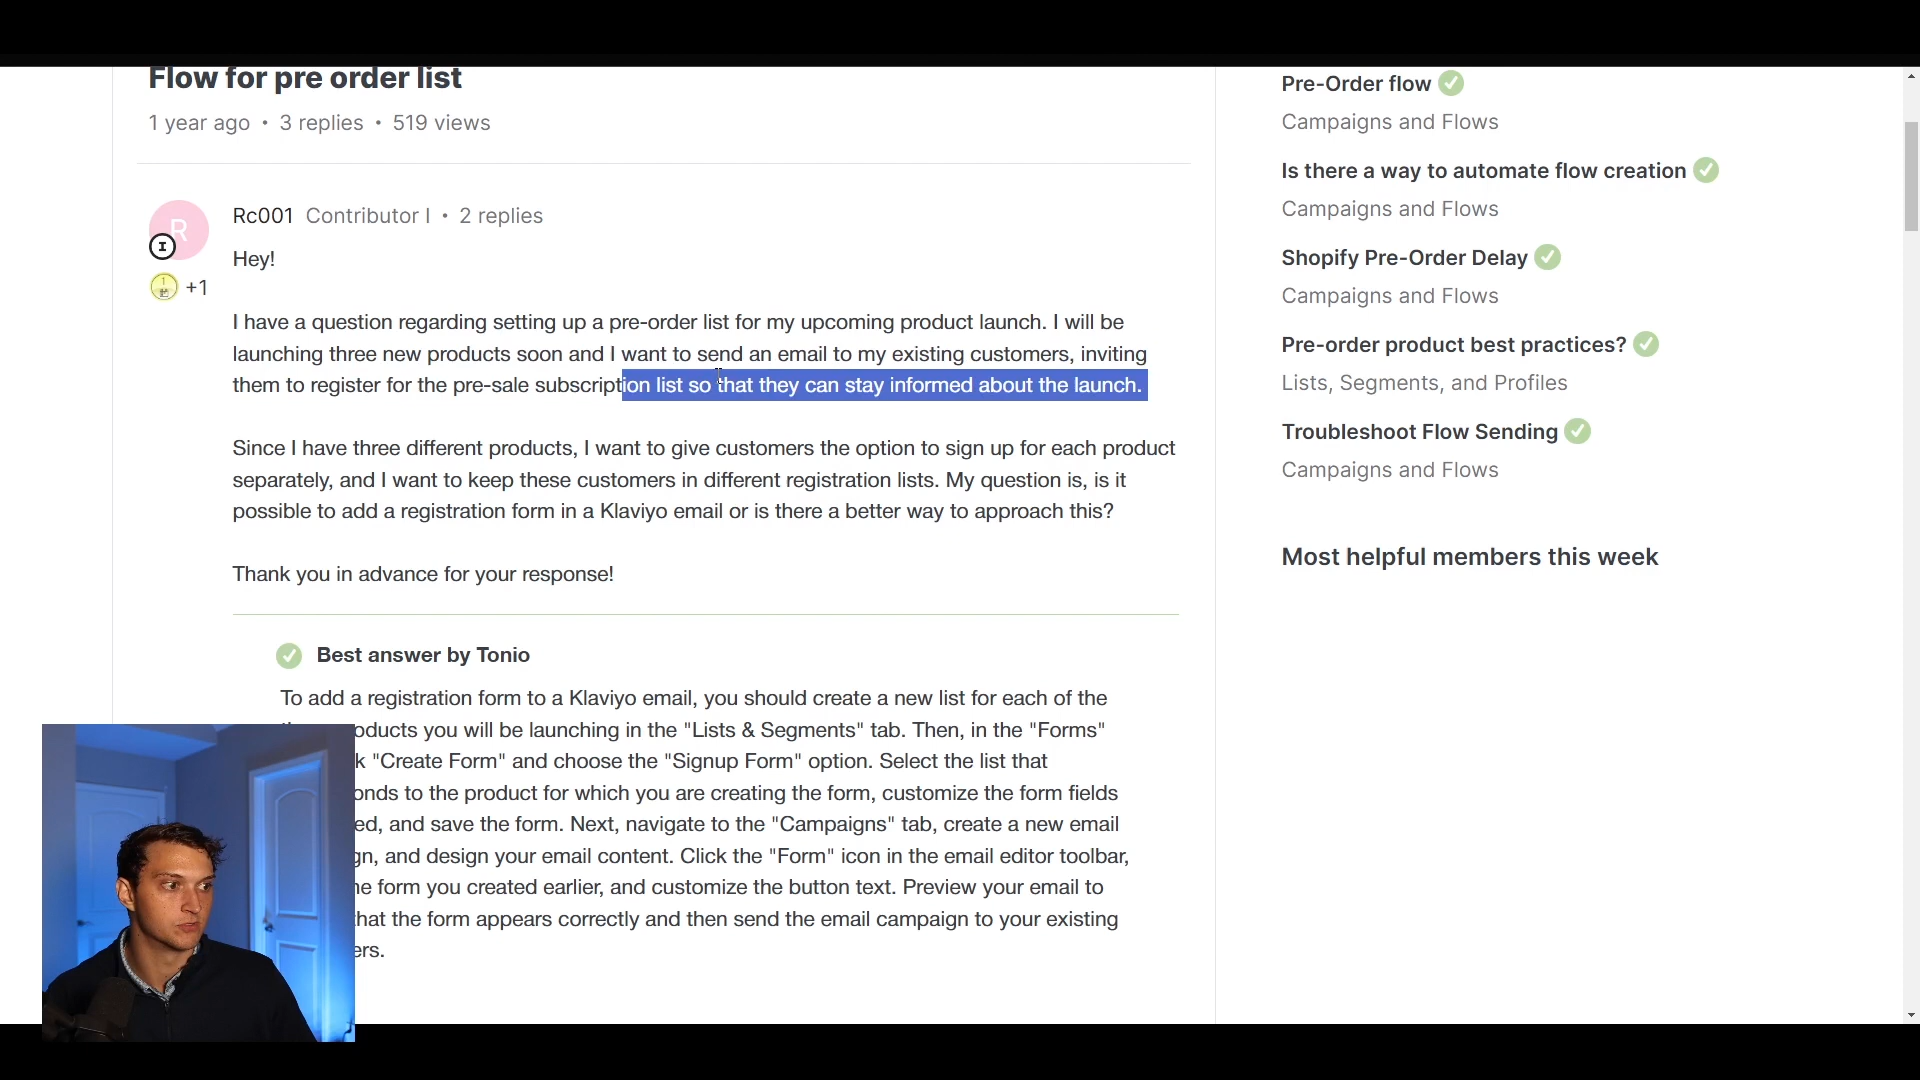 Flow for pre order list
1 year ago • 3 replies • 519 views
R
I
Rc001 Contributor I • 2 replies
1
+1
Hey!
I have a question regarding setting up a pre-order list for my upcoming product launch. I will be
launching three new products soon and I want to send an email to my existing customers, inviting
them to register for the pre-sale subscription list so that they can stay informed about the launch.
Since I have three different products, I want to give customers the option to sign up for each product
separately, and I want to keep these customers in different registration lists. My question is, is it
possible to add a registration form in a Klaviyo email or is there a better way to approach this?
Thank you in advance for your response!
Best answer by Tonio
To add a registration form to a Klaviyo email, you should create a new list for each of the
oducts you will be launching in the "Lists & Segments" tab. Then, in the "Forms"
k "Create Form" and choose the "Signup Form" option. Select the list that
onds to the product for which you are creating the form, customize the form fields
ed, and save the form. Next, navigate to the "Campaigns" tab, create a new email
gn, and design your email content. Click the "Form" icon in the email editor toolbar,
he form you created earlier, and customize the button text. Preview your email to
that the form appears correctly and then send the email campaign to your existing
ers.
Pre-Order flow
Campaigns and Flows
Is there a way to automate flow creation
Campaigns and Flows
Shopify Pre-Order Delay
Campaigns and Flows
Pre-order product best practices?
Lists, Segments, and Profiles
Troubleshoot Flow Sending
Campaigns and Flows
Most helpful members this week